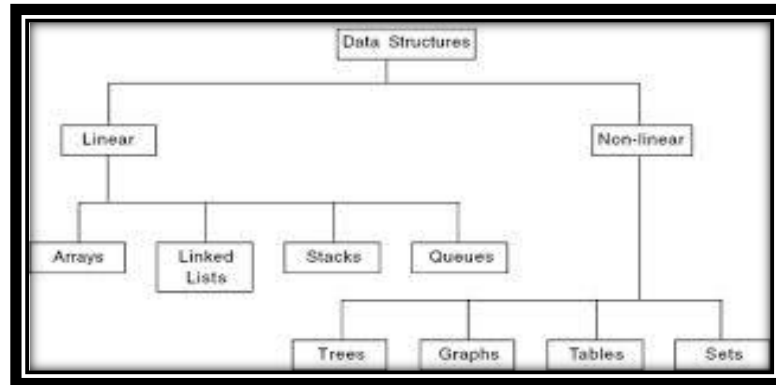 Data Structures
Linear
Non-linear
Arrays
Linked
Lists
Stacks
Queues
Trees
Graphs
Tables
Sets